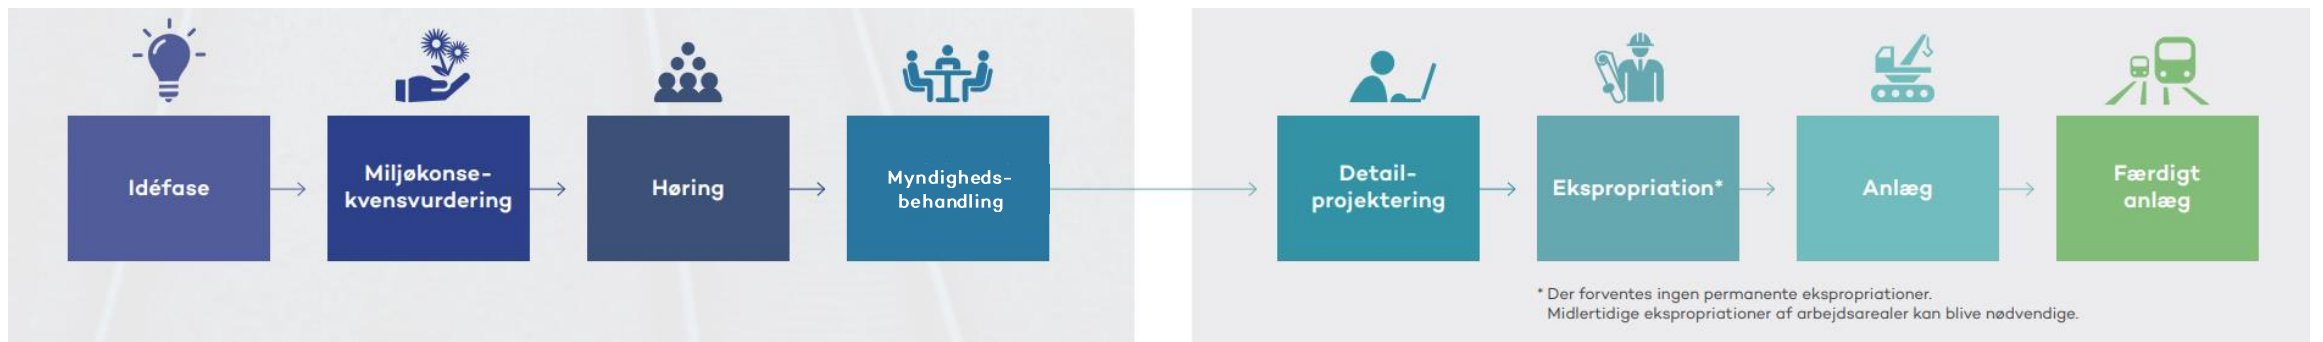 Idéfase
Miljøkonse-
kvensvurdering
Høring
Myndigheds-
behandling
Detail-
projektering
Ekspropriation*
Anlæg
Færdigt
anlæg
* Der forventes ingen permanente ekspropriationer.
Midlertidige ekspropriationer af arbejdsarealer kan blive nødvendige.